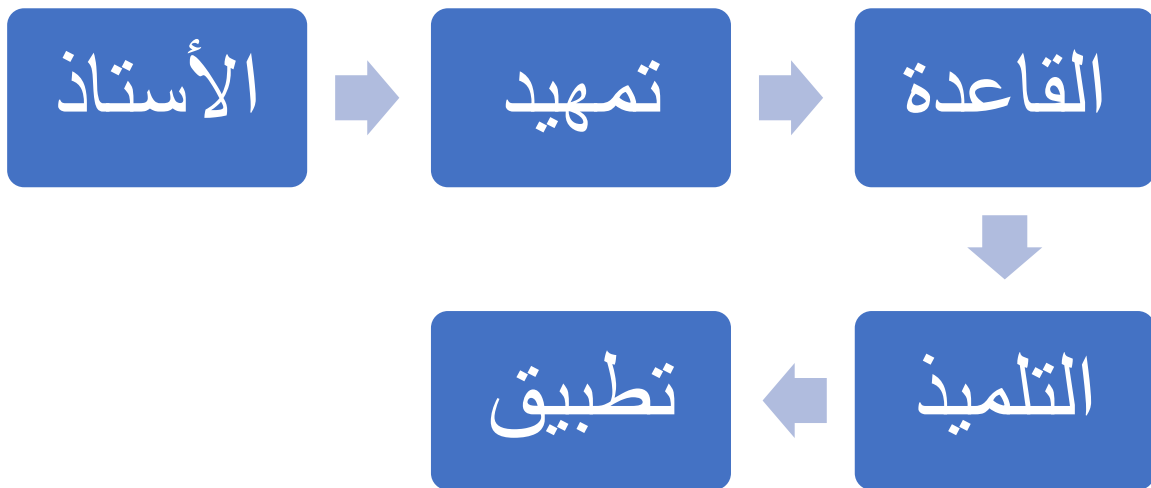 الأستاذ
تمهيد
القاعدة
التلميذ
تطبيق